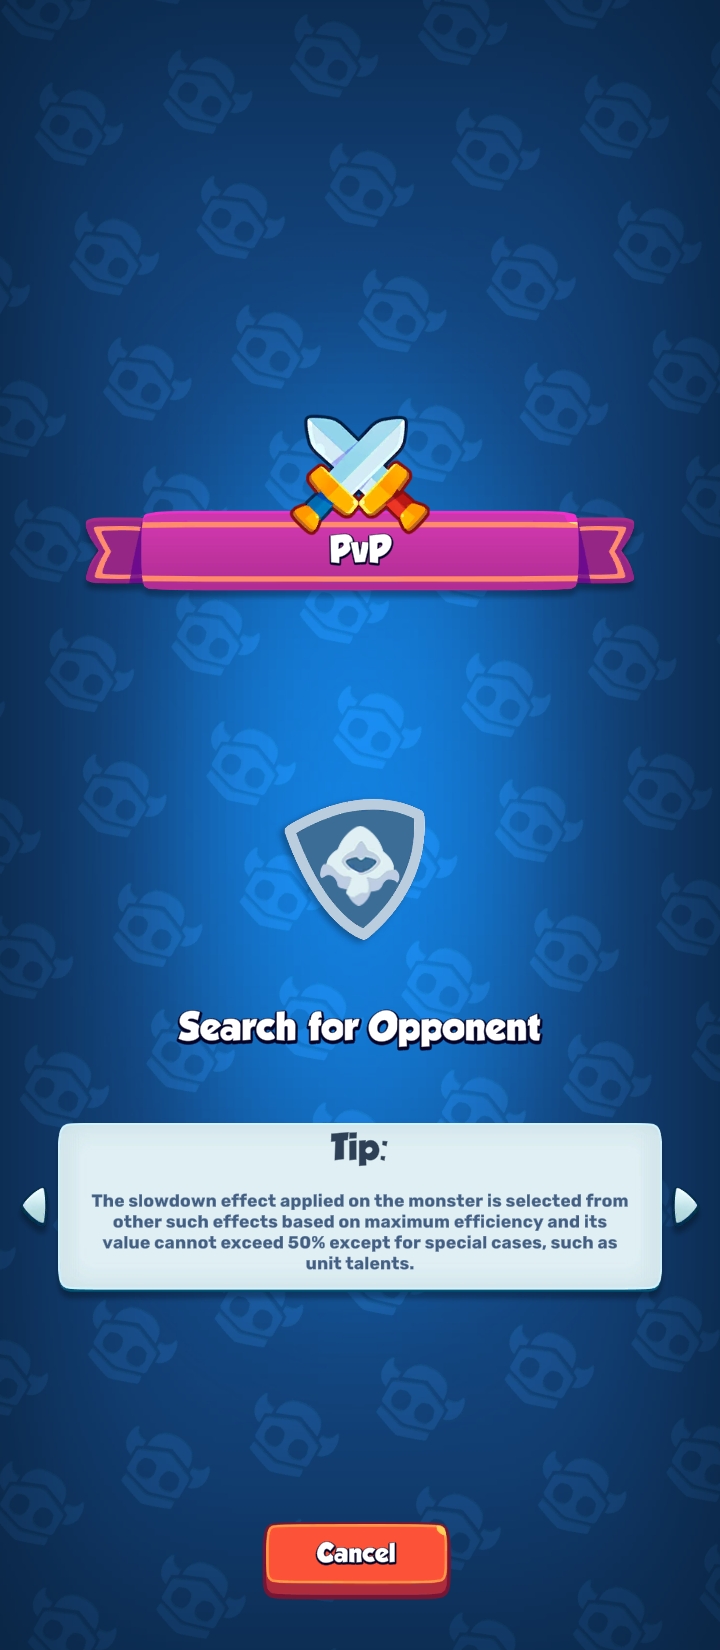 PvP
Search for Opponent
Tip:
The slowdown effect applied on the monster is selected from
other such effects based on maximum efficiency and its
value cannot exceed 50% except for special cases, such as
unit talents.
Cancel